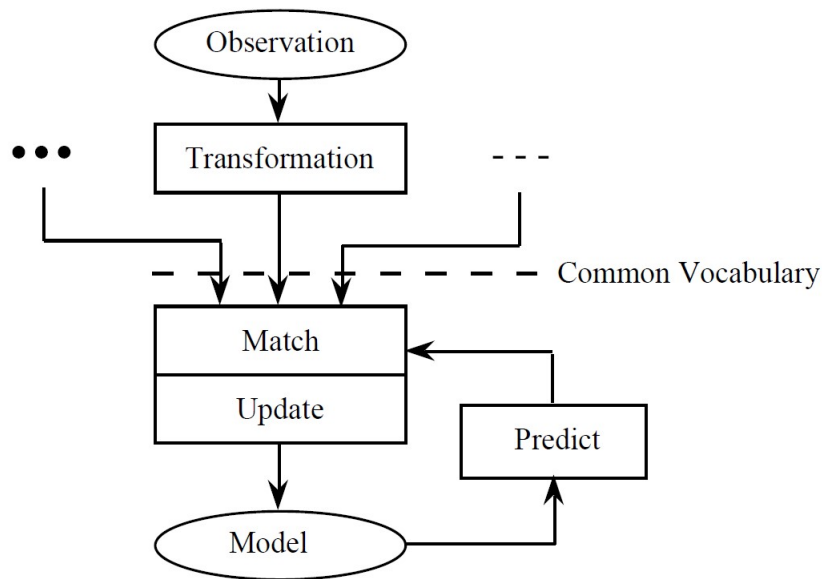 Observation
Transformation
Common Vocabulary
Match
Update
Predict
Model